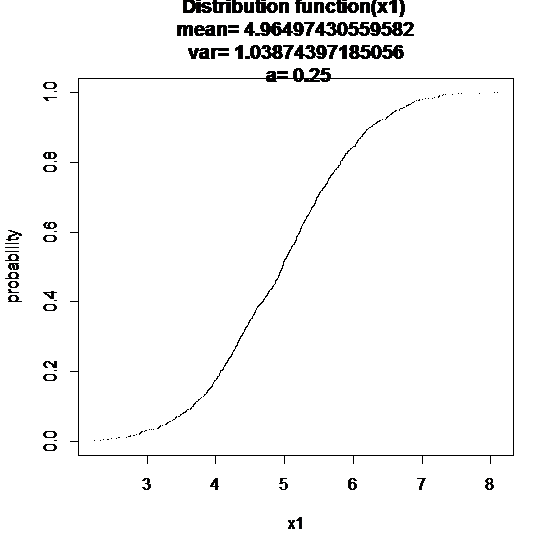 Distribution function(x1)
mean= 4.96497430559582
var= 1.03874397185056
a= 0.25
1.0
0.8
0.6
0.4
0.2
0.0
probability
3 4 5 6 7 8
x1